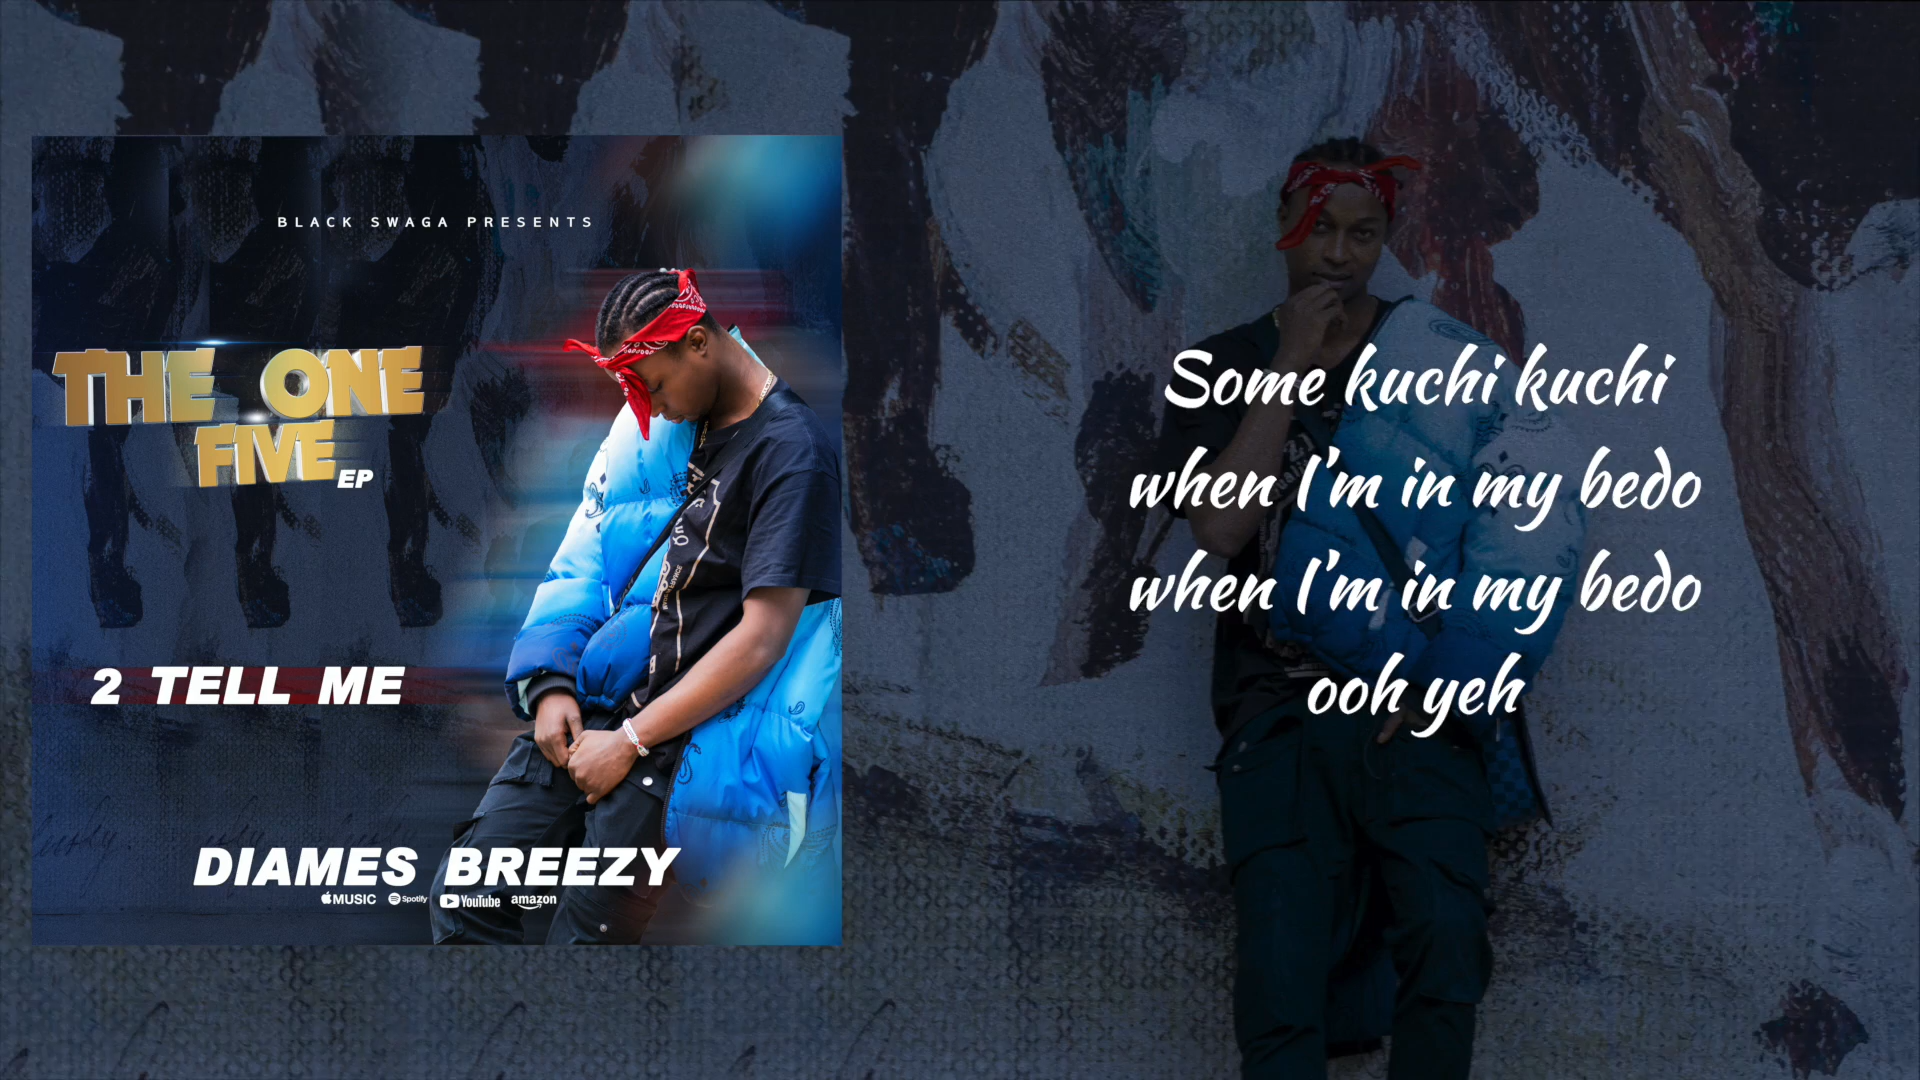 BLACK SWAGA PRESENTS
THE ONE
FIVE
EP
2 TELL ME
DIAMES BREEZY
MUSIC Spotify YouTube amazon
Some kuchi kuchi
when I'm in my bedo
when I'm in my bedo
ooh yeh